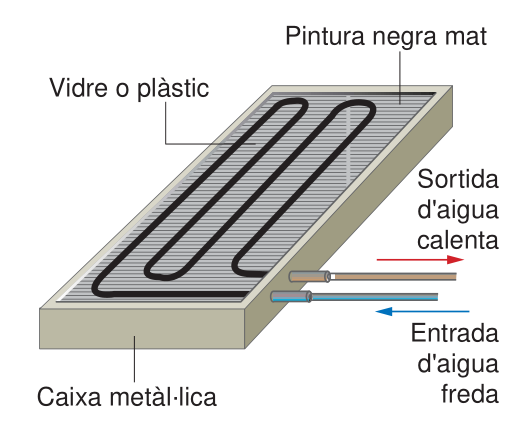 Pintura negra mat
Vidre o plàstic
Sortida
d'aigua
calenta
Entrada
d'aigua
freda
Caixa metàl·lica